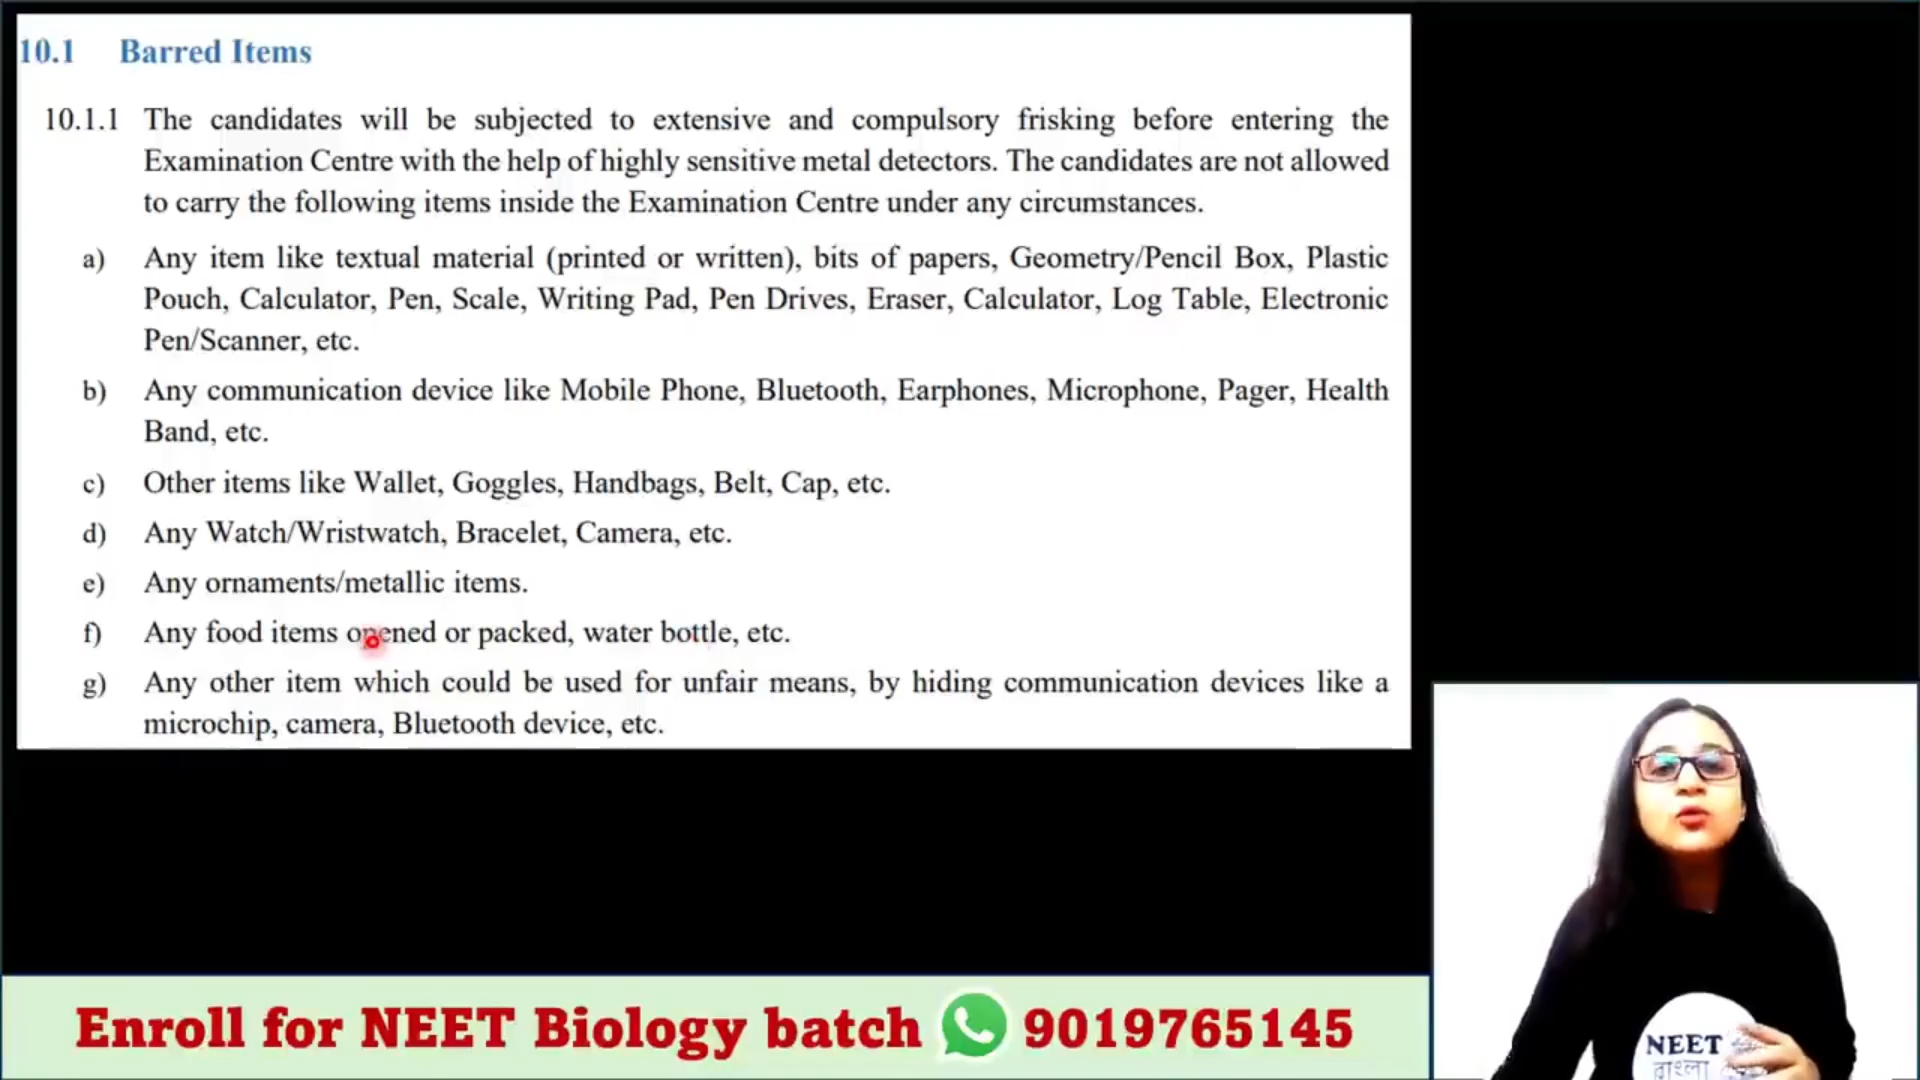 10.1 Barred Items
10.1.1 The candidates will be subjected to extensive and compulsory frisking before entering the
Examination Centre with the help of highly sensitive metal detectors. The candidates are not allowed
to carry the following items inside the Examination Centre under any circumstances.
a) Any item like textual material (printed or written), bits of papers, Geometry/Pencil Box, Plastic
Pouch, Calculator, Pen, Scale, Writing Pad, Pen Drives, Eraser, Calculator, Log Table, Electronic
Pen/Scanner, etc.
b) Any communication device like Mobile Phone, Bluetooth, Earphones, Microphone, Pager, Health
Band, etc.
c) Other items like Wallet, Goggles, Handbags, Belt, Cap, etc.
d) Any Watch/Wristwatch, Bracelet, Camera, etc.
e) Any ornaments/metallic items.
f) Any food items opened or packed, water bottle, etc.
g) Any other item which could be used for unfair means, by hiding communication devices like a
microchip, camera, Bluetooth device, etc.
Enroll for NEET Biology batch 9019765145
NEET
বাংলা